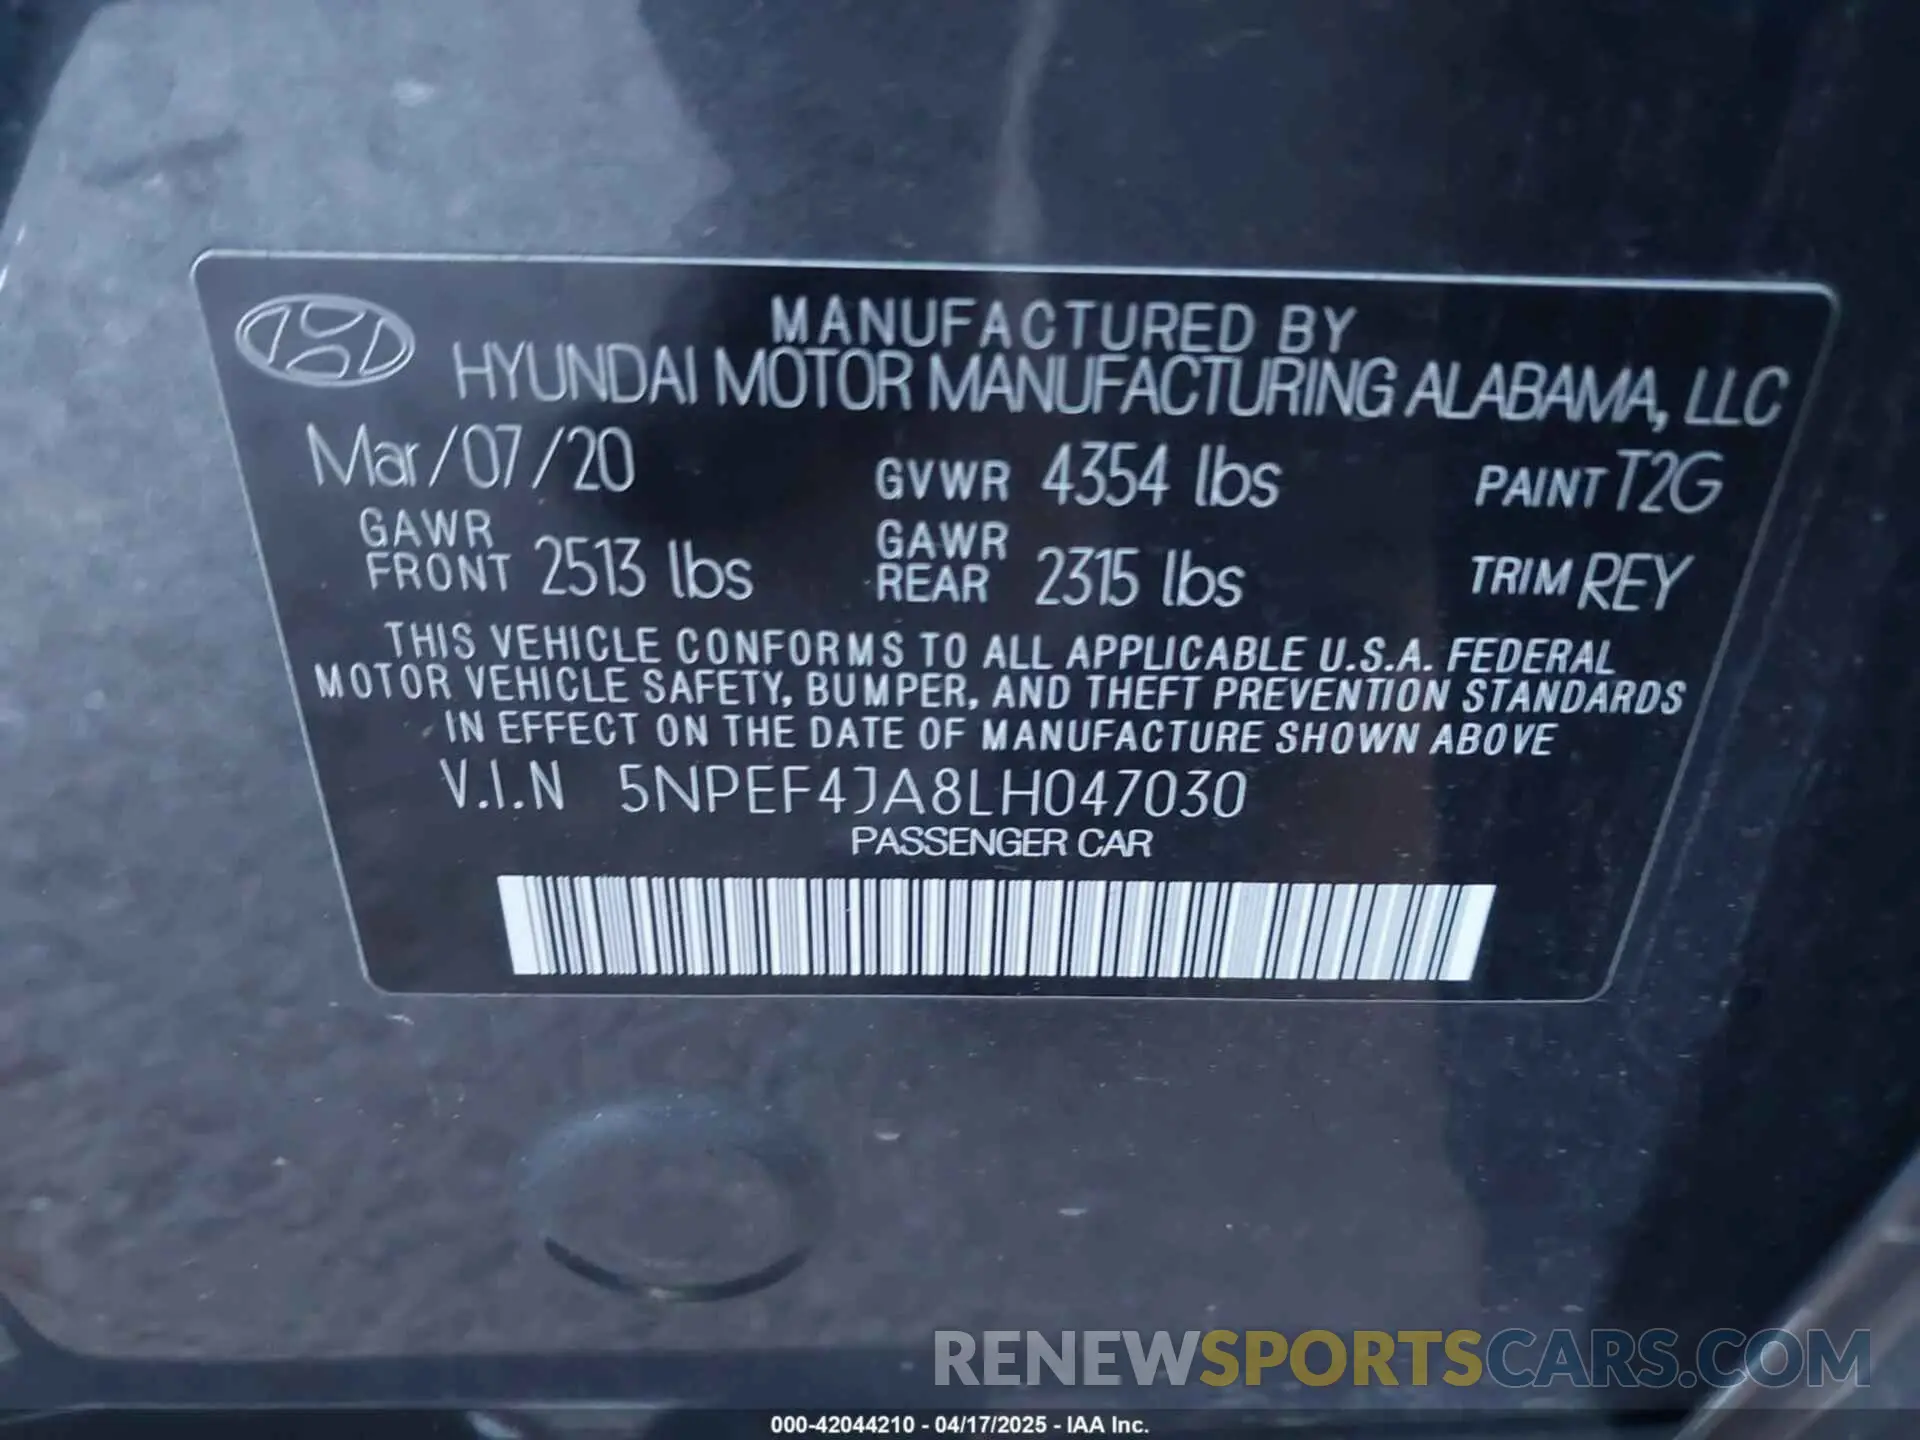 MANUFACTURED BY
HYUNDAI MOTOR MANUFACTURING ALABAMA, LLC
Mar/07/20 GVWR 4354 lbs PAINT T2G
GAWR FRONT 2513 lbs GAWR REAR 2315 lbs TRIM REY
THIS VEHICLE CONFORMS TO ALL APPLICABLE U.S.A. FEDERAL
MOTOR VEHICLE SAFETY, BUMPER, AND THEFT PREVENTION STANDARDS
IN EFFECT ON THE DATE OF MANUFACTURE SHOWN ABOVE
V.I.N 5NPEF4JA8LH047030
PASSENGER CAR
RENEWSPORTSCARS.COM
000-42044210 - 04/17/2025 - IAA Inc.